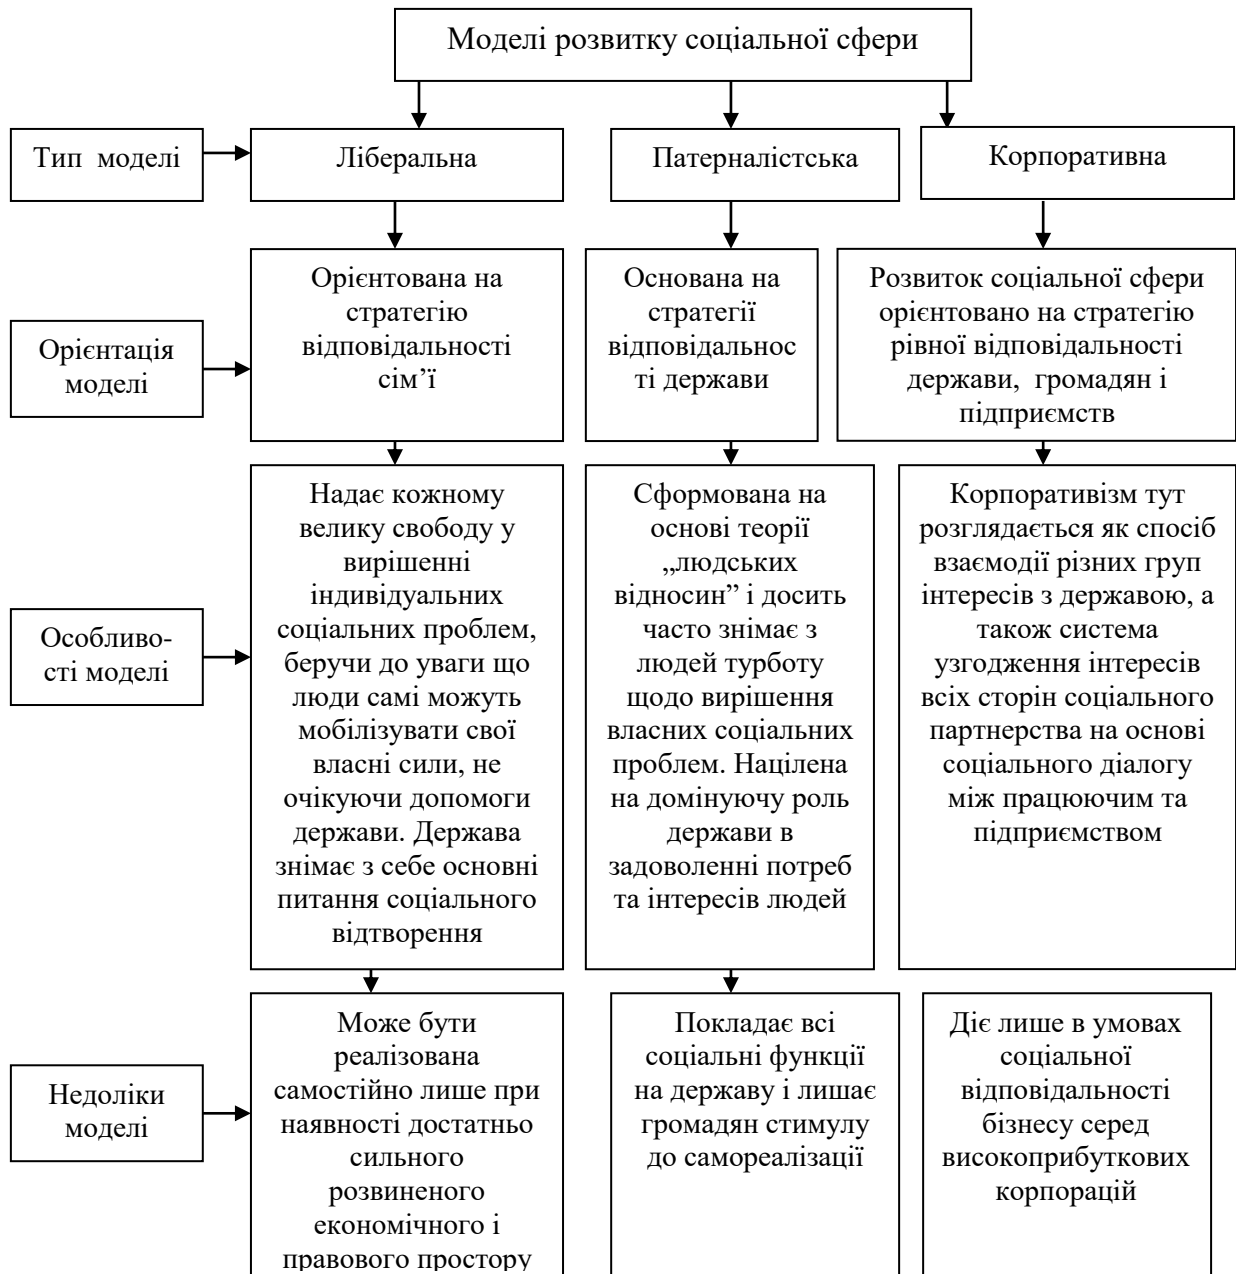 Моделі розвитку соціальної сфери
Тип моделі
Ліберальна
Патерналістська
Корпоративна
Орієнтація
моделі
Орієнтована на
стратегію
відповідальності
сім’ї
Основана на
стратегії
відповідальнос
ті держави
Розвиток соціальної сфери
орієнтовано на стратегію
рівної відповідальності
держави, громадян і
підприємств
Особливо-
сті моделі
Надає кожному
велику свободу у
вирішенні
індивідуальних
соціальних проблем,
беручи до уваги що
люди самі можуть
мобілізувати свої
власні сили, не
очікуючи допомоги
держави. Держава
знімає з себе основні
питання соціального
відтворення
Сформована на
основі теорії
„людських
відносин” і досить
часто знімає з
людей турботу
щодо вирішення
власних соціальних
проблем. Націлена
на домінуючу роль
держави в
задоволенні потреб
та інтересів людей
Корпоративізм тут
розглядається як спосіб
взаємодії різних груп
інтересів з державою, а
також система
узгодження інтересів
всіх сторін соціального
партнерства на основі
соціального діалогу
між працюючим та
підприємством
Недоліки
моделі
Може бути
реалізована
самостійно лише при
наявності достатньо
сильного
розвиненого
економічного і
правового простору
Покладає всі
соціальні функції
на державу і лишає
громадян стимулу
до самореалізації
Діє лише в умовах
соціальної
відповідальності
бізнесу серед
високоприбуткових
корпорацій